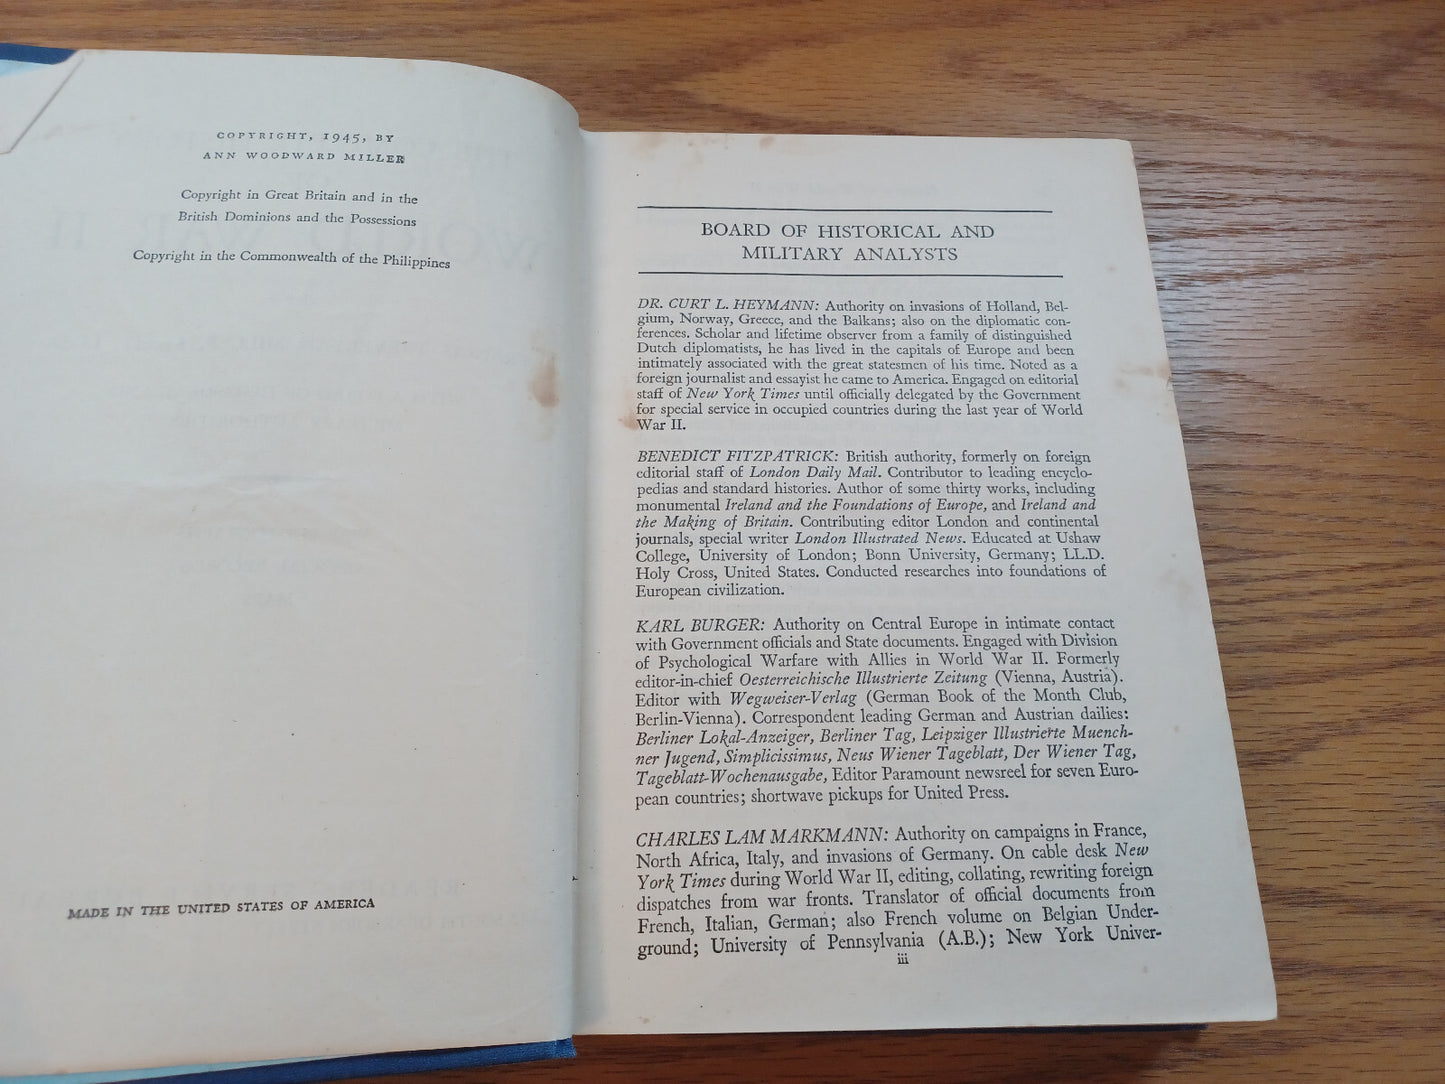 COPYRIGHT, 1945, BY
ANN WOODWARD MILLER
Copyright in Great Britain and in the
British Dominions and the Possessions
Copyright in the Commonwealth of the Philippines
MADE IN THE UNITED STATES OF AMERICA
BOARD OF HISTORICAL AND
MILITARY ANALYSTS
DR. CURT L. HEYMANN: Authority on invasions of Holland, Bel-
gium, Norway, Greece, and the Balkans; also on the diplomatic con-
ferences. Scholar and lifetime observer from a family of distinguished
Dutch diplomatists, he has lived in the capitals of Europe and been
intimately associated with the great statesmen of his time. Noted as a
foreign journalist and essayist he came to America. Engaged on editorial
staff of New York Times until officially delegated by the Government
for special service in occupied countries during the last year of World
War II.
BENEDICT FITZPATRICK: British authority, formerly on foreign
editorial staff of London Daily Mail. Contributor to leading encyclo-
pedias and standard histories. Author of some thirty works, including
monumental Ireland and the Foundations of Europe, and Ireland and
the Making of Britain. Contributing editor London and continental
journals, special writer London Illustrated News. Educated at Ushaw
College, University of London; Bonn University, Germany; LL.D.
Holy Cross, United States. Conducted researches into foundations of
European civilization.
KARL BURGER: Authority on Central Europe in intimate contact
with Government officials and State documents. Engaged with Division
of Psychological Warfare with Allies in World War II. Formerly
editor-in-chief Oesterreichische Illustrierte Zeitung (Vienna, Austria).
Editor with Wegweiser-Verlag (German Book of the Month Club,
Berlin-Vienna). Correspondent leading German and Austrian dailies:
Berliner Lokal-Anzeiger, Berliner Tag, Leipziger Illustrierte Muench-
ner Jugend, Simplicissimus, Neus Wiener Tageblatt, Der Wiener Tag,
Tageblatt-Wochenausgabe, Editor Paramount newsreel for seven Euro-
pean countries; shortwave pickups for United Press.
CHARLES LAM MARKMANN: Authority on campaigns in France,
North Africa, Italy, and invasions of Germany. On cable desk New
York Times during World War II, editing, collating, rewriting foreign
dispatches from war fronts. Translator of official documents from
French, Italian, German; also French volume on Belgian Under-
ground; University of Pennsylvania (A.B.); New York Univer-
iii